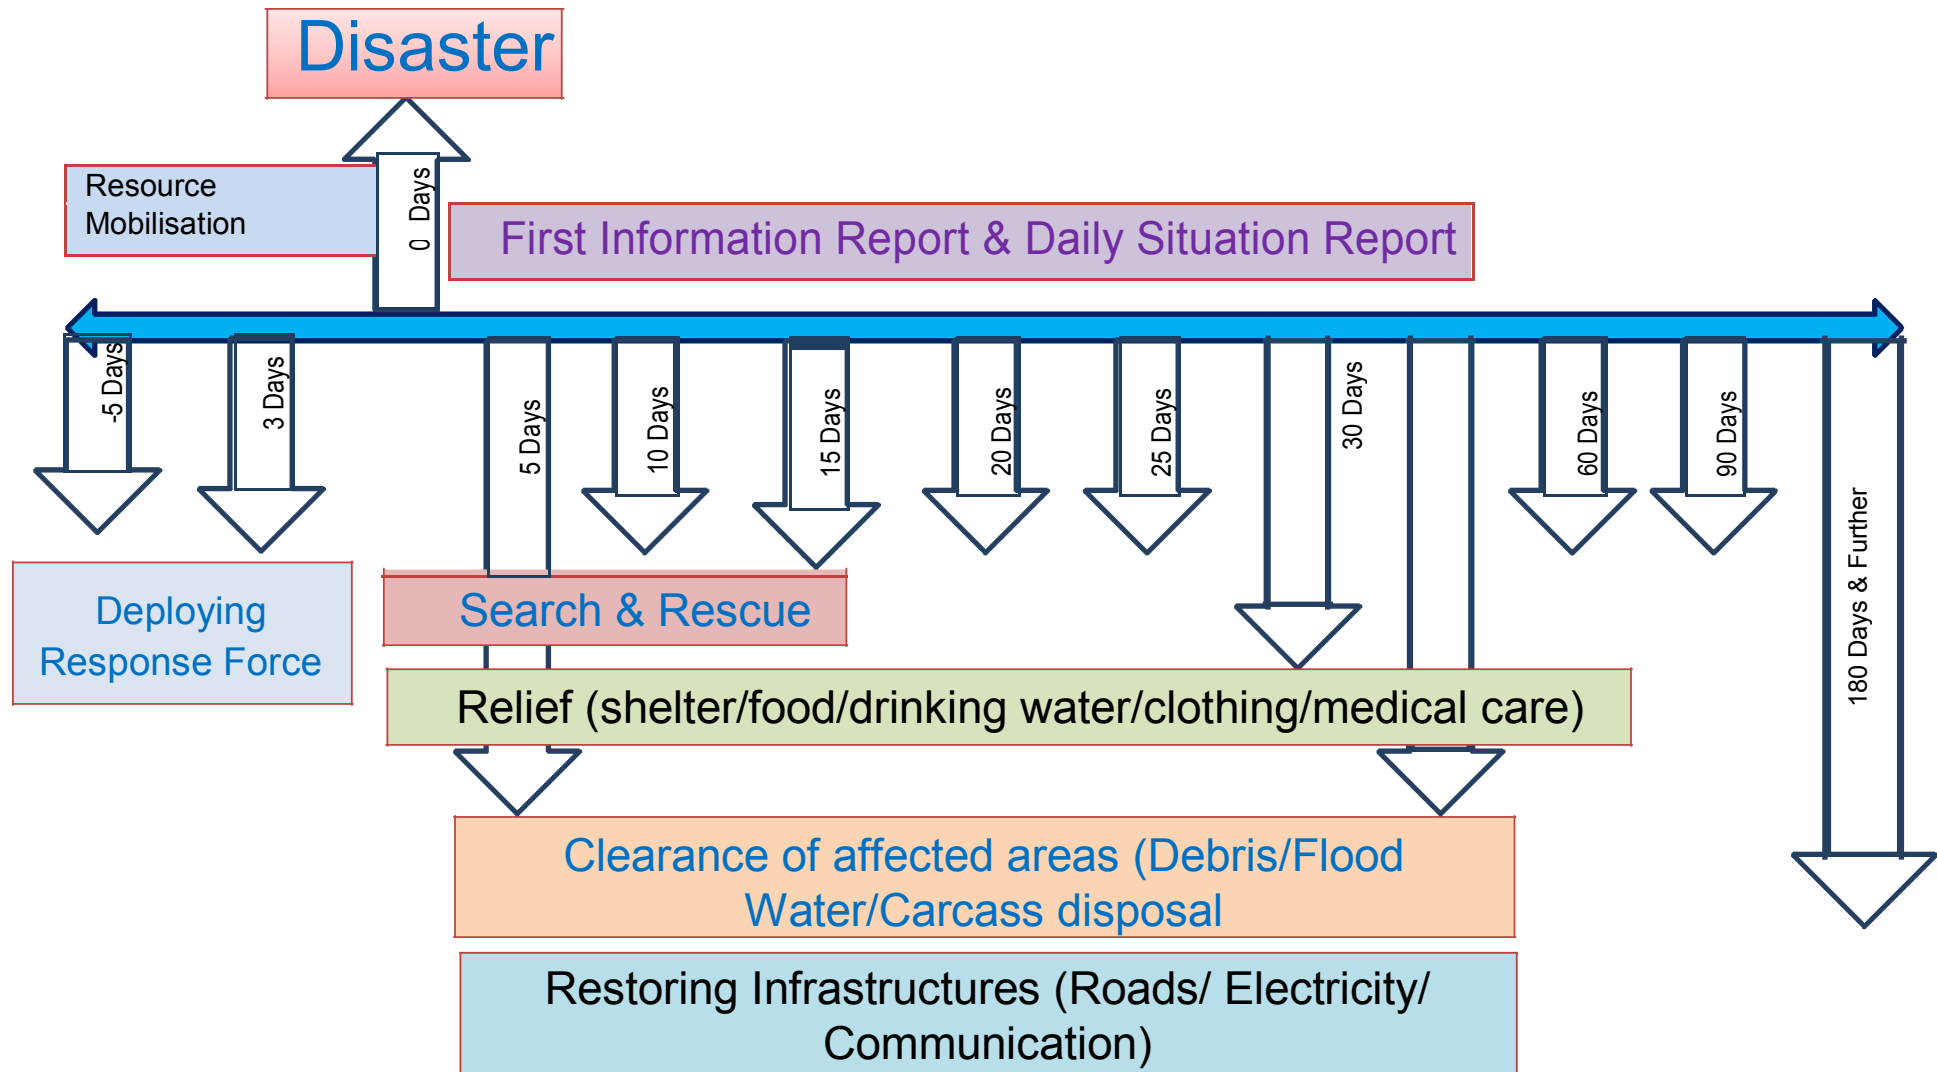 Disaster
Resource
Mobilisation
0 Days
First Information Report & Daily Situation Report
-5 Days
3 Days
5 Days
10 Days
15 Days
20 Days
25 Days
30 Days
60 Days
90 Days
180 Days & Further
Deploying
Response Force
Search & Rescue
Relief (shelter/food/drinking water/clothing/medical care)
Clearance of affected areas (Debris/Flood
Water/Carcass disposal
Restoring Infrastructures (Roads/ Electricity/
Communication)